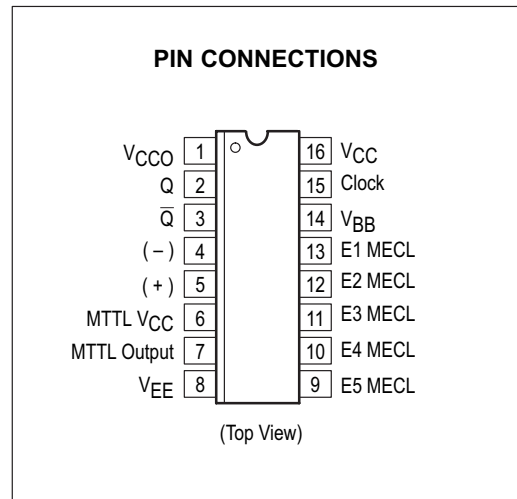 PIN CONNECTIONS
VCCO 1 16 VCC
Q 2 15 Clock
Q̅ 3 14 VBB
(–) 4 13 E1 MECL
(+) 5 12 E2 MECL
MTTL VCC 6 11 E3 MECL
MTTL Output 7 10 E4 MECL
VEE 8 9 E5 MECL
(Top View)